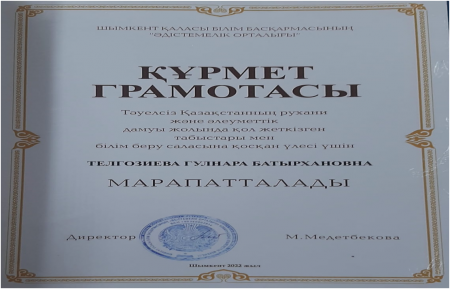 ШЫМКЕНТ ҚАЛАСЫ БІЛІМ БАСҚАРМАСЫНЫҢ
"ӘДІСТЕМЕЛІК ОРТАЛЫҒЫ"
ҚҰРМЕТ
ГРАМОТАСЫ
Тәуелсіз Қазақстанның рухани
және әлеуметтік
дамуы жолында қол жеткізген
табыстары мен
білім беру саласына қосқан үлесі үшін
ТЕЛГОЗИЕВА ГУЛНАРА БАТЫРХАНОВНА
МАРАПАТТАЛАДЫ
Директор М.Медетбекова
Шымкент 2022 жыл